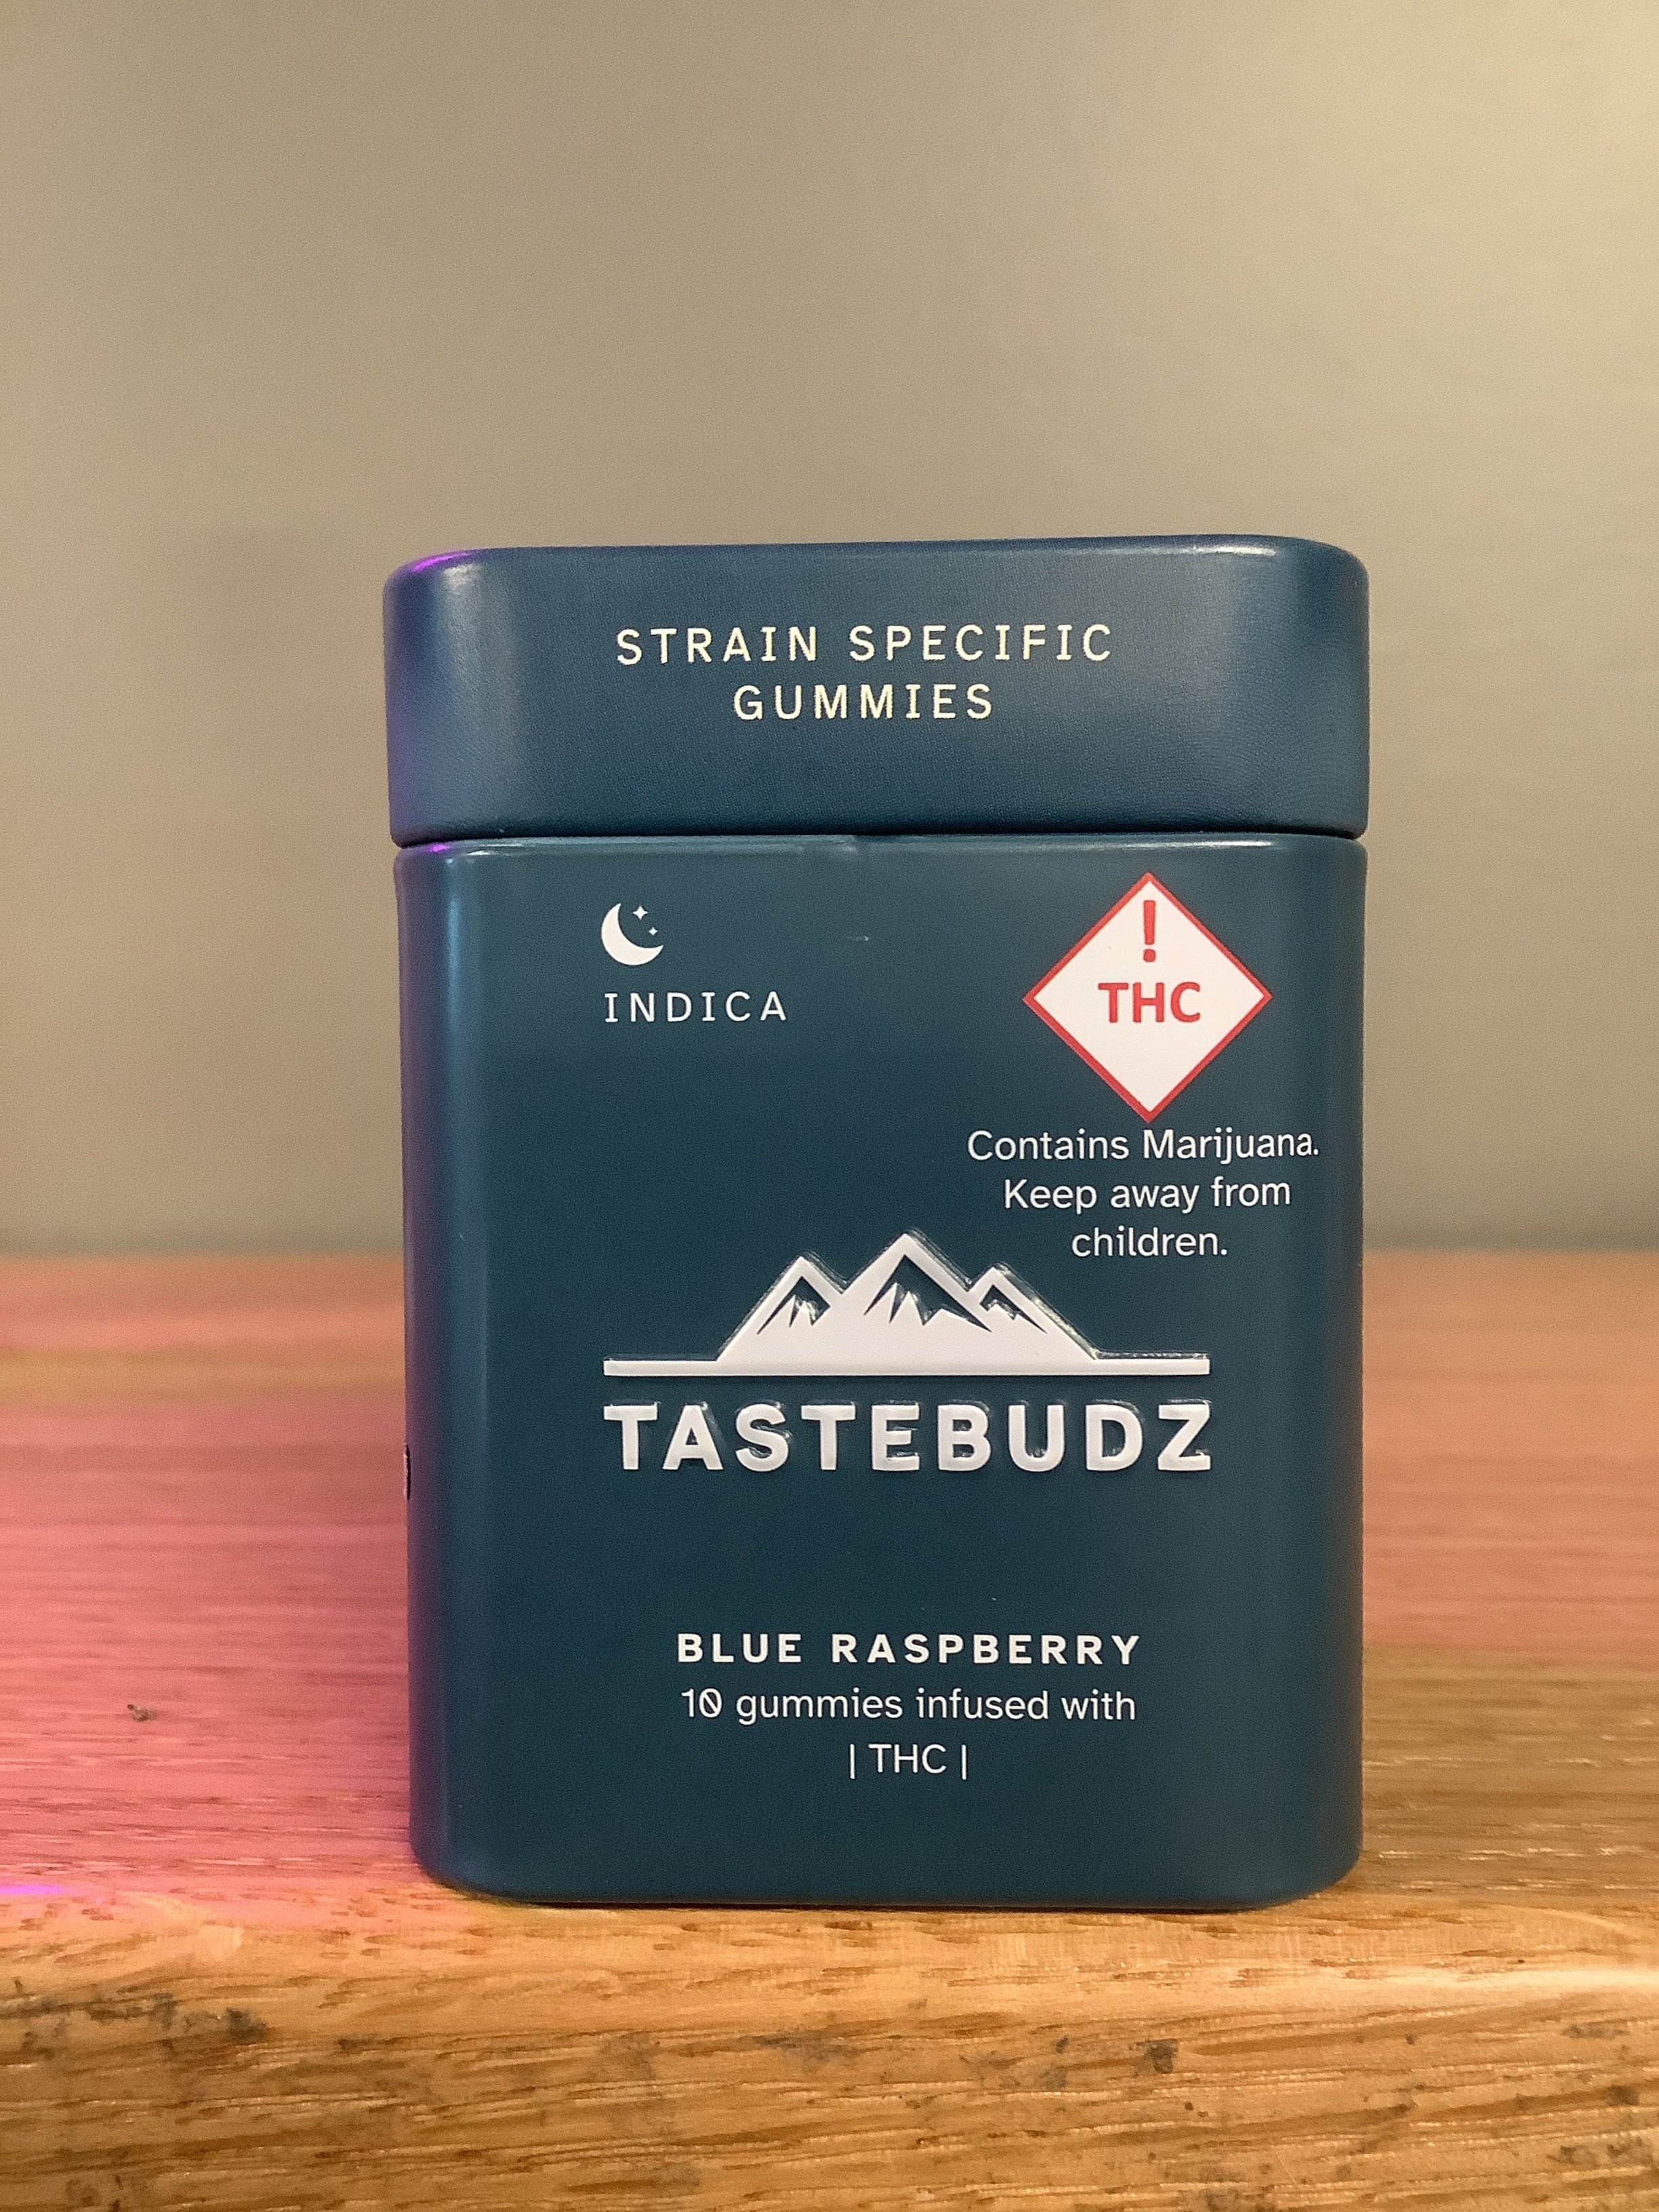 STRAIN SPECIFIC
GUMMIES
INDICA
!
THC
Contains Marijuana.
Keep away from
children.
TASTEBUDZ
BLUE RASPBERRY
10 gummies infused with
| THC |